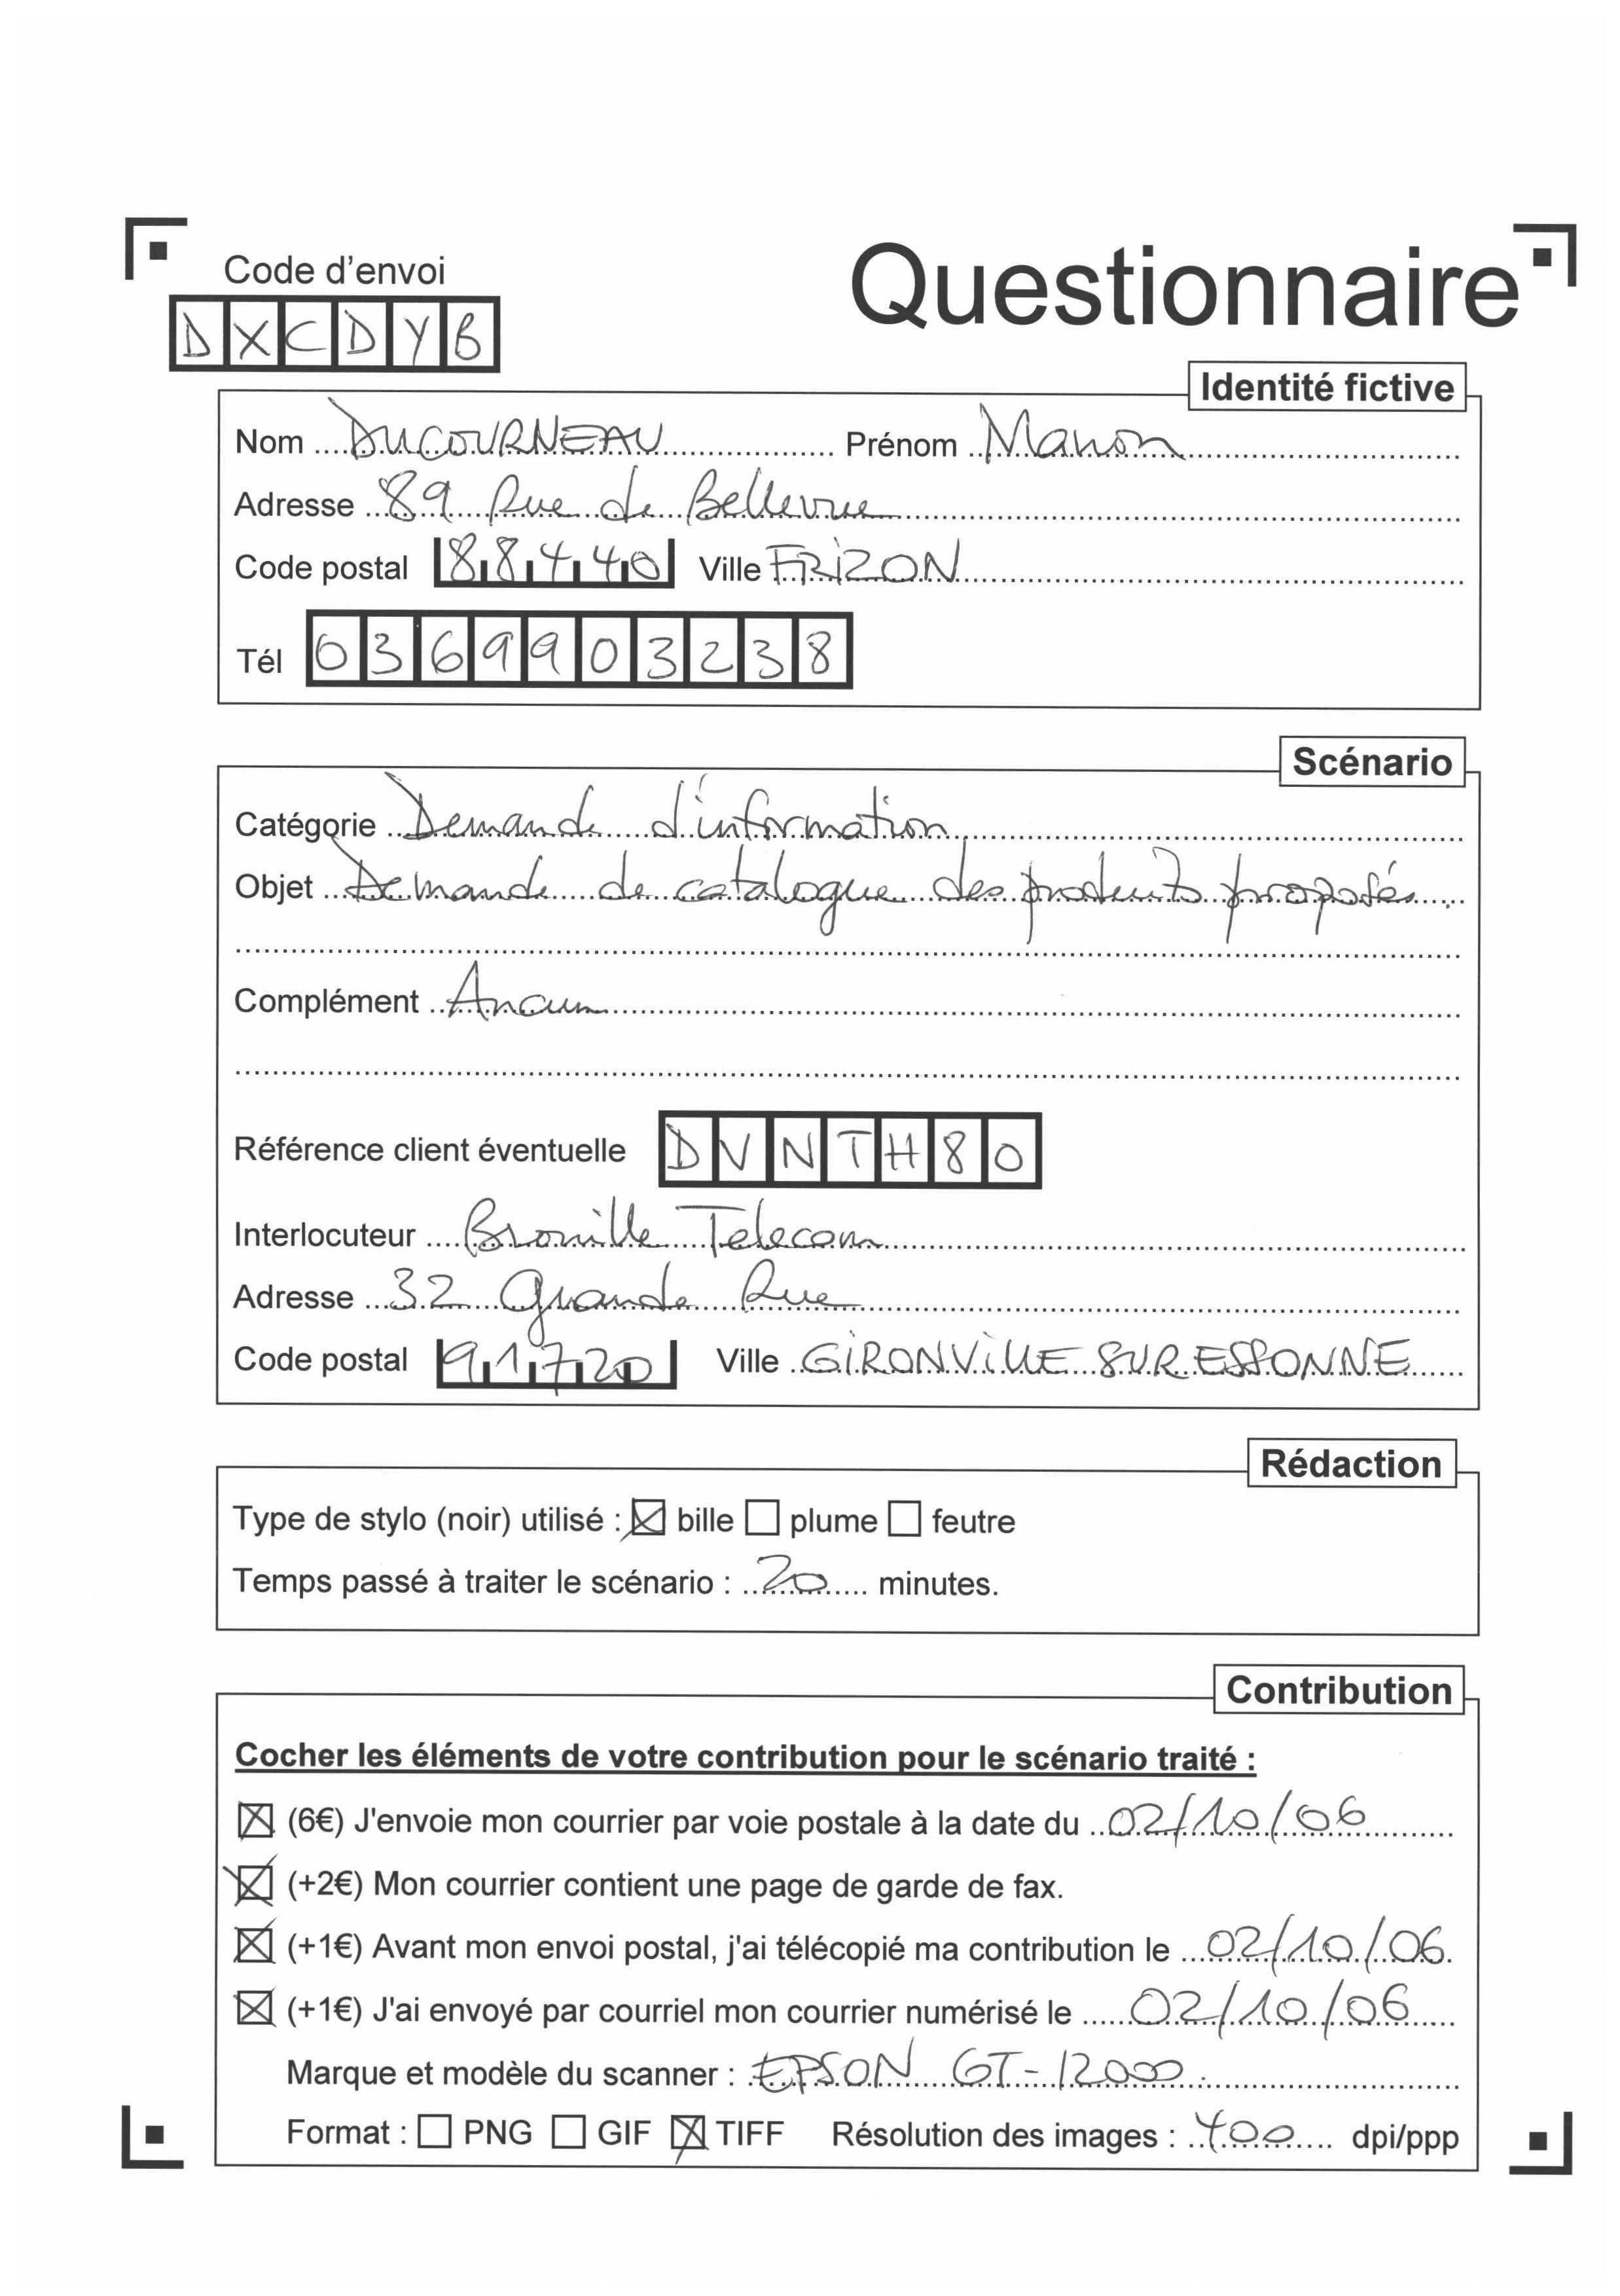 Code d'envoi
Questionnaire
DXCDYB
Identité fictive
Nom DUCOURNEAU Prénom Manon
Adresse 89 Rue de Bellevue
Code postal 88440 Ville FRIZON
Tél 0369903238
Scénario
Catégorie Demande d'information
Objet Demande de catalogue des produits proposés.
Complément Aucun
Référence client éventuelle DVNTH80
Interlocuteur Brouille Telecom
Adresse 32 Grande Rue
Code postal 91720 Ville GIRONVILLE SUR ESSONNE
Rédaction
Type de stylo (noir) utilisé : bille plume feutre
Temps passé à traiter le scénario : 20 minutes.
Contribution
Cocher les éléments de votre contribution pour le scénario traité :
(6€) J'envoie mon courrier par voie postale à la date du 02/10/06
(+2€) Mon courrier contient une page de garde de fax.
(+1€) Avant mon envoi postal, j'ai télécopié ma contribution le 02/10/06
(+1€) J'ai envoyé par courriel mon courrier numérisé le 02/10/06
Marque et modèle du scanner : EPSON GT-12000
Format : PNG GIF TIFF Résolution des images : 400 dpi/ppp